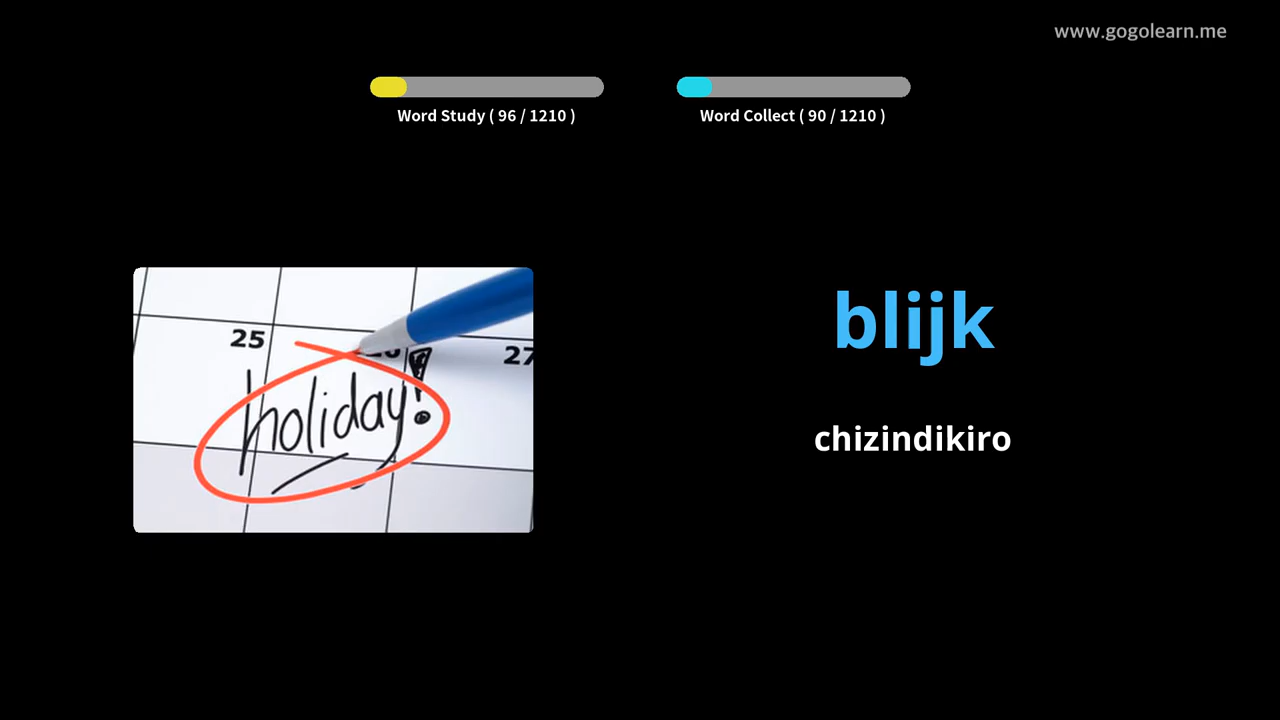 www.gogolearn.me
Word Study ( 96 / 1210 )
Word Collect ( 90 / 1210 )
25
27
holiday!
blijk
chizindikiro